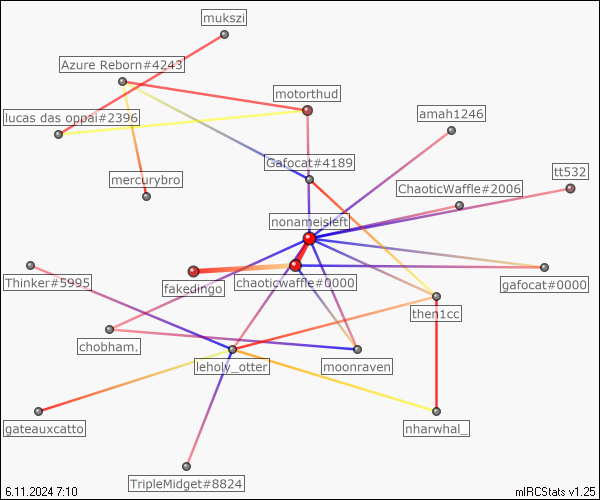 mukszi
Azure Reborn#4243
motorthud
lucas das oppai#2396
amah1246
Gafocat#4189
tt532
mercurybro
ChaoticWaffle#2006
nonameisleft
Thinker#5995
fakedingo
chaoticwaffle#0000
gafocat#0000
then1cc
chobham.
leholy_otter
moonraven
gateauxcatto
nharwhal_
TripleMidget#8824
6.11.2024 7:10
mIRCStats v1.25